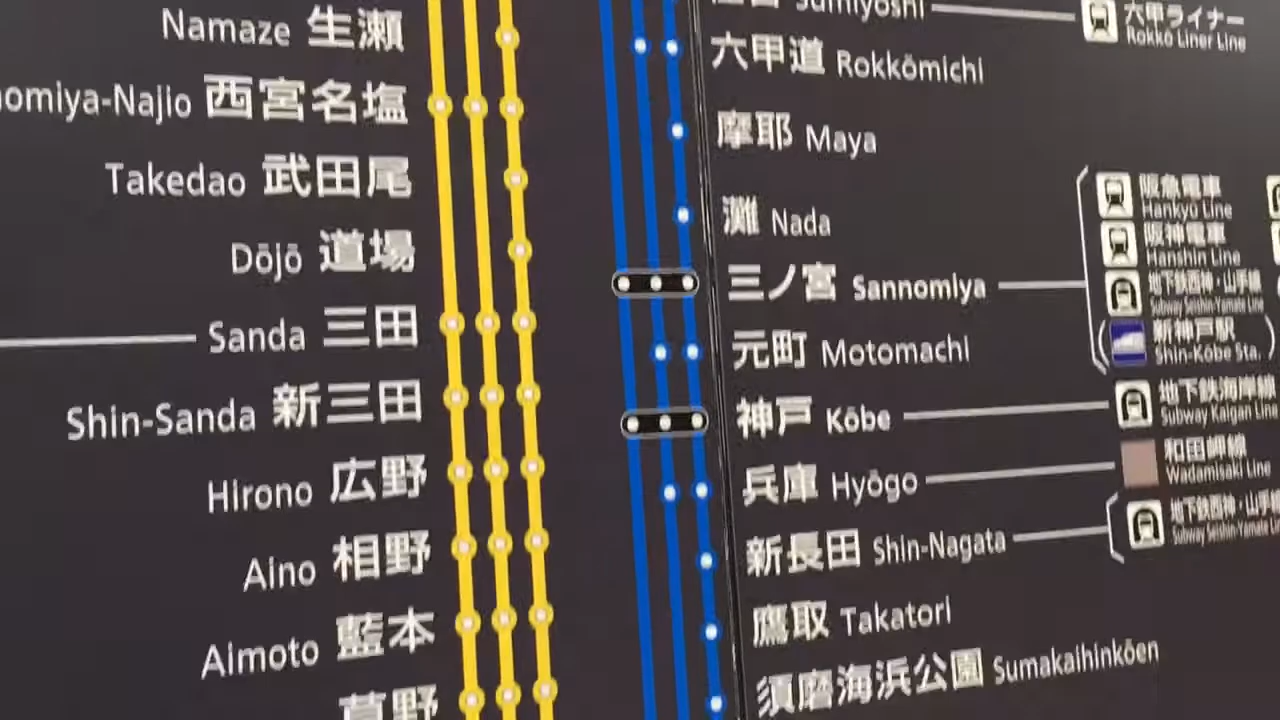 Namaze 生瀬
omiya-Najio 西宮名塩
Takedao 武田尾
Dōjō 道場
Sanda 三田
Shin-Sanda 新三田
Hirono 広野
Aino 相野
Aimoto 藍本
草野
Sumiyoshi
六甲ライナー
Rokkō Liner Line
六甲道 Rokkōmichi
摩耶 Maya
灘 Nada
三ノ宮 Sannomiya
阪急電車
Hankyū Line
阪神電車
Hanshin Line
地下鉄西神・山手線
Subway Seishin-Yamate Line
新神戸駅
Shin-Kobe Sta.
元町 Motomachi
神戸 Kōbe
地下鉄海岸線
Subway Kaigan Line
兵庫 Hyōgo
和田岬線
Wadamisaki Line
新長田 Shin-Nagata
地下鉄西神・山手線
Subway Seishin-Yamate Line
鷹取 Takatori
須磨海浜公園 Sumakaihinkōen